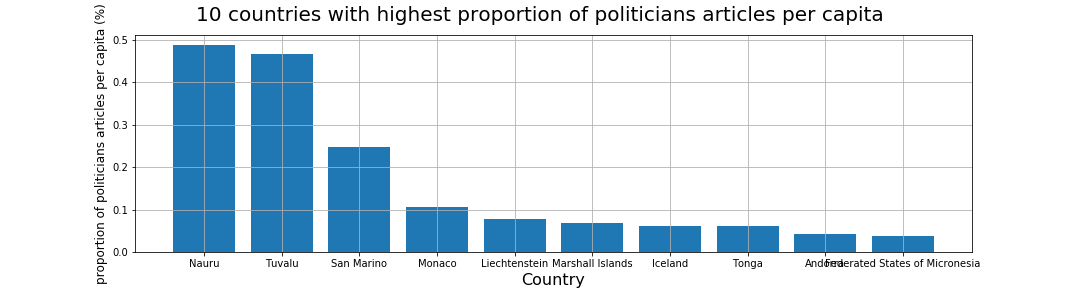 10 countries with highest proportion of politicians articles per capita
proportion of politicians articles per capita (%)
0.5
0.4
0.3
0.2
0.1
0.0
Nauru Tuvalu San Marino Monaco Liechtenstein Marshall Islands Iceland Tonga Andorra Federated States of Micronesia
Country